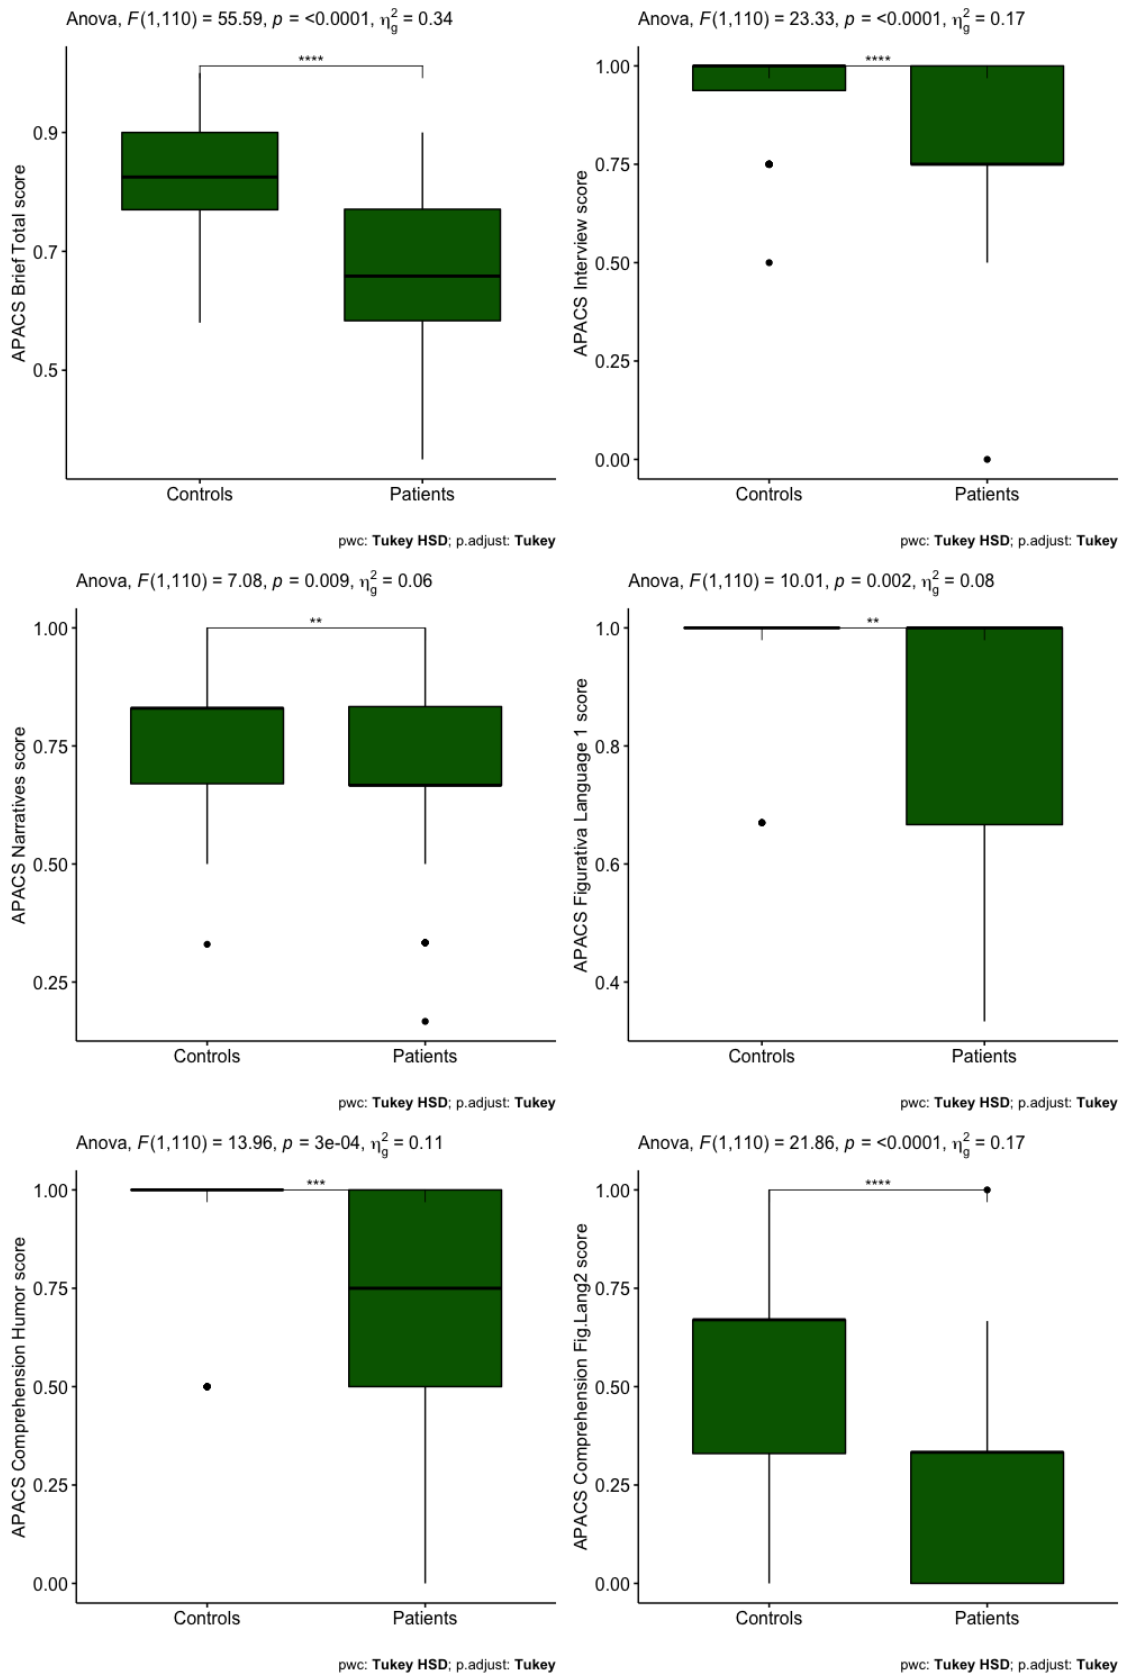 Anova, F(1,110) = 55.59, p = <0.0001, η²g = 0.34
APACS Brief Total score
0.9
0.7
0.5
****
Controls Patients
pwc: Tukey HSD; p.adjust: Tukey
Anova, F(1,110) = 23.33, p = <0.0001, η²g = 0.17
APACS Interview score
1.00
0.75
0.50
0.25
0.00
****
Controls Patients
pwc: Tukey HSD; p.adjust: Tukey
Anova, F(1,110) = 7.08, p = 0.009, η²g = 0.06
APACS Narratives score
1.00
0.75
0.50
0.25
**
Controls Patients
pwc: Tukey HSD; p.adjust: Tukey
Anova, F(1,110) = 10.01, p = 0.002, η²g = 0.08
APACS Figurativa Language 1 score
1.0
0.8
0.6
0.4
**
Controls Patients
pwc: Tukey HSD; p.adjust: Tukey
Anova, F(1,110) = 13.96, p = 3e-04, η²g = 0.11
APACS Comprehension Humor score
1.00
0.75
0.50
0.25
0.00
***
Controls Patients
pwc: Tukey HSD; p.adjust: Tukey
Anova, F(1,110) = 21.86, p = <0.0001, η²g = 0.17
APACS Comprehension Fig.Lang2 score
1.00
0.75
0.50
0.25
0.00
****
Controls Patients
pwc: Tukey HSD; p.adjust: Tukey